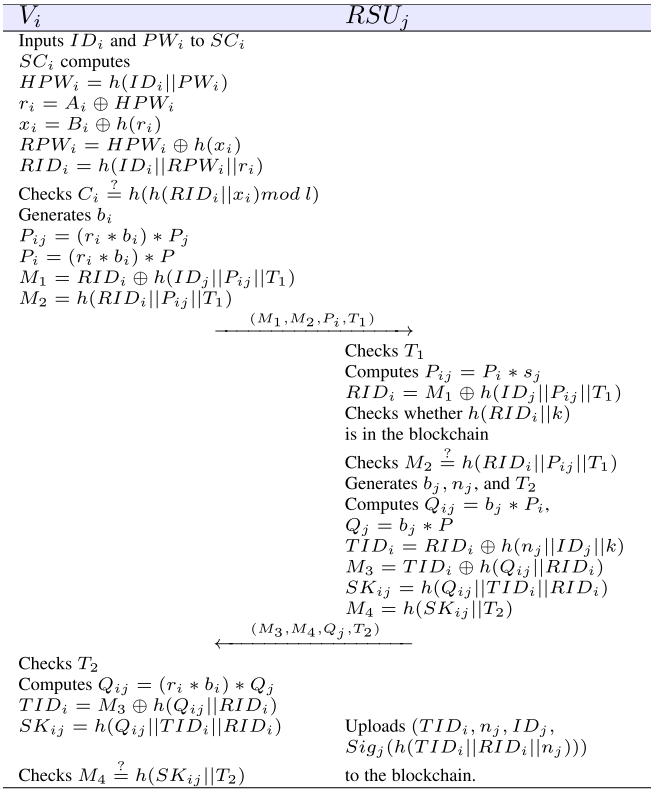 V_i RSU_j
Inputs ID_i and PW_i to SC_i
SC_i computes
HPW_i = h(ID_i||PW_i)
r_i = A_i ⊕ HPW_i
x_i = B_i ⊕ h(r_i)
RPW_i = HPW_i ⊕ h(x_i)
RID_i = h(ID_i||RPW_i||r_i)
Checks C_i ≟ h(h(RID_i||x_i)mod l)
Generates b_i
P_ij = (r_i * b_i) * P_j
P_i = (r_i * b_i) * P
M_1 = RID_i ⊕ h(ID_j||P_ij||T_1)
M_2 = h(RID_i||P_ij||T_1)
(M_1,M_2,P_i,T_1)
→
Checks T_1
Computes P_ij = P_i * s_j
RID_i = M_1 ⊕ h(ID_j||P_ij||T_1)
Checks whether h(RID_i||k)
is in the blockchain
Checks M_2 ≟ h(RID_i||P_ij||T_1)
Generates b_j, n_j, and T_2
Computes Q_ij = b_j * P_i,
Q_j = b_j * P
TID_i = RID_i ⊕ h(n_j||ID_j||k)
M_3 = TID_i ⊕ h(Q_ij||RID_i)
SK_ij = h(Q_ij||TID_i||RID_i)
M_4 = h(SK_ij||T_2)
(M_3,M_4,Q_j,T_2)
←
Checks T_2
Computes Q_ij = (r_i * b_i) * Q_j
TID_i = M_3 ⊕ h(Q_ij||RID_i)
SK_ij = h(Q_ij||TID_i||RID_i) Uploads (TID_i, n_j, ID_j,
Sig_j(h(TID_i||RID_i||n_j)))
Checks M_4 ≟ h(SK_ij||T_2) to the blockchain.